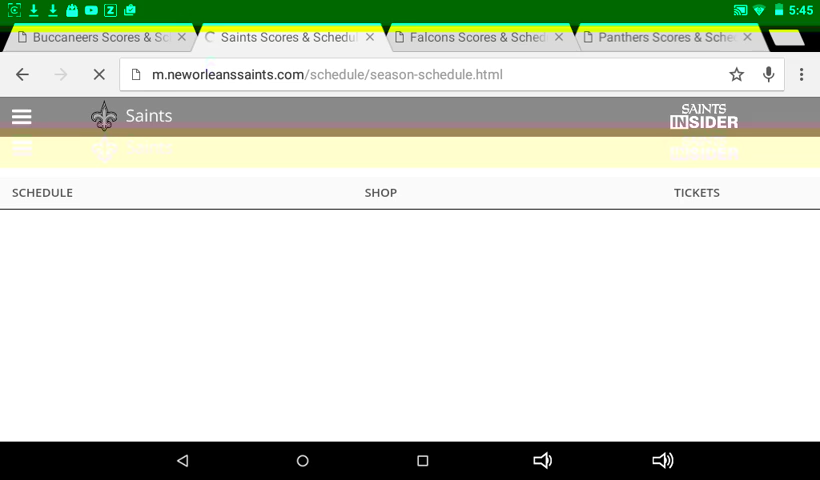 5:45
Buccaneers Scores & Sc
Saints Scores & Schedul
Falcons Scores & Sched
Panthers Scores & Sche
m.neworleanssaints.com/schedule/season-schedule.html
Saints
SAINTS
INSIDER
Saints
SCHEDULE
SHOP
TICKETS